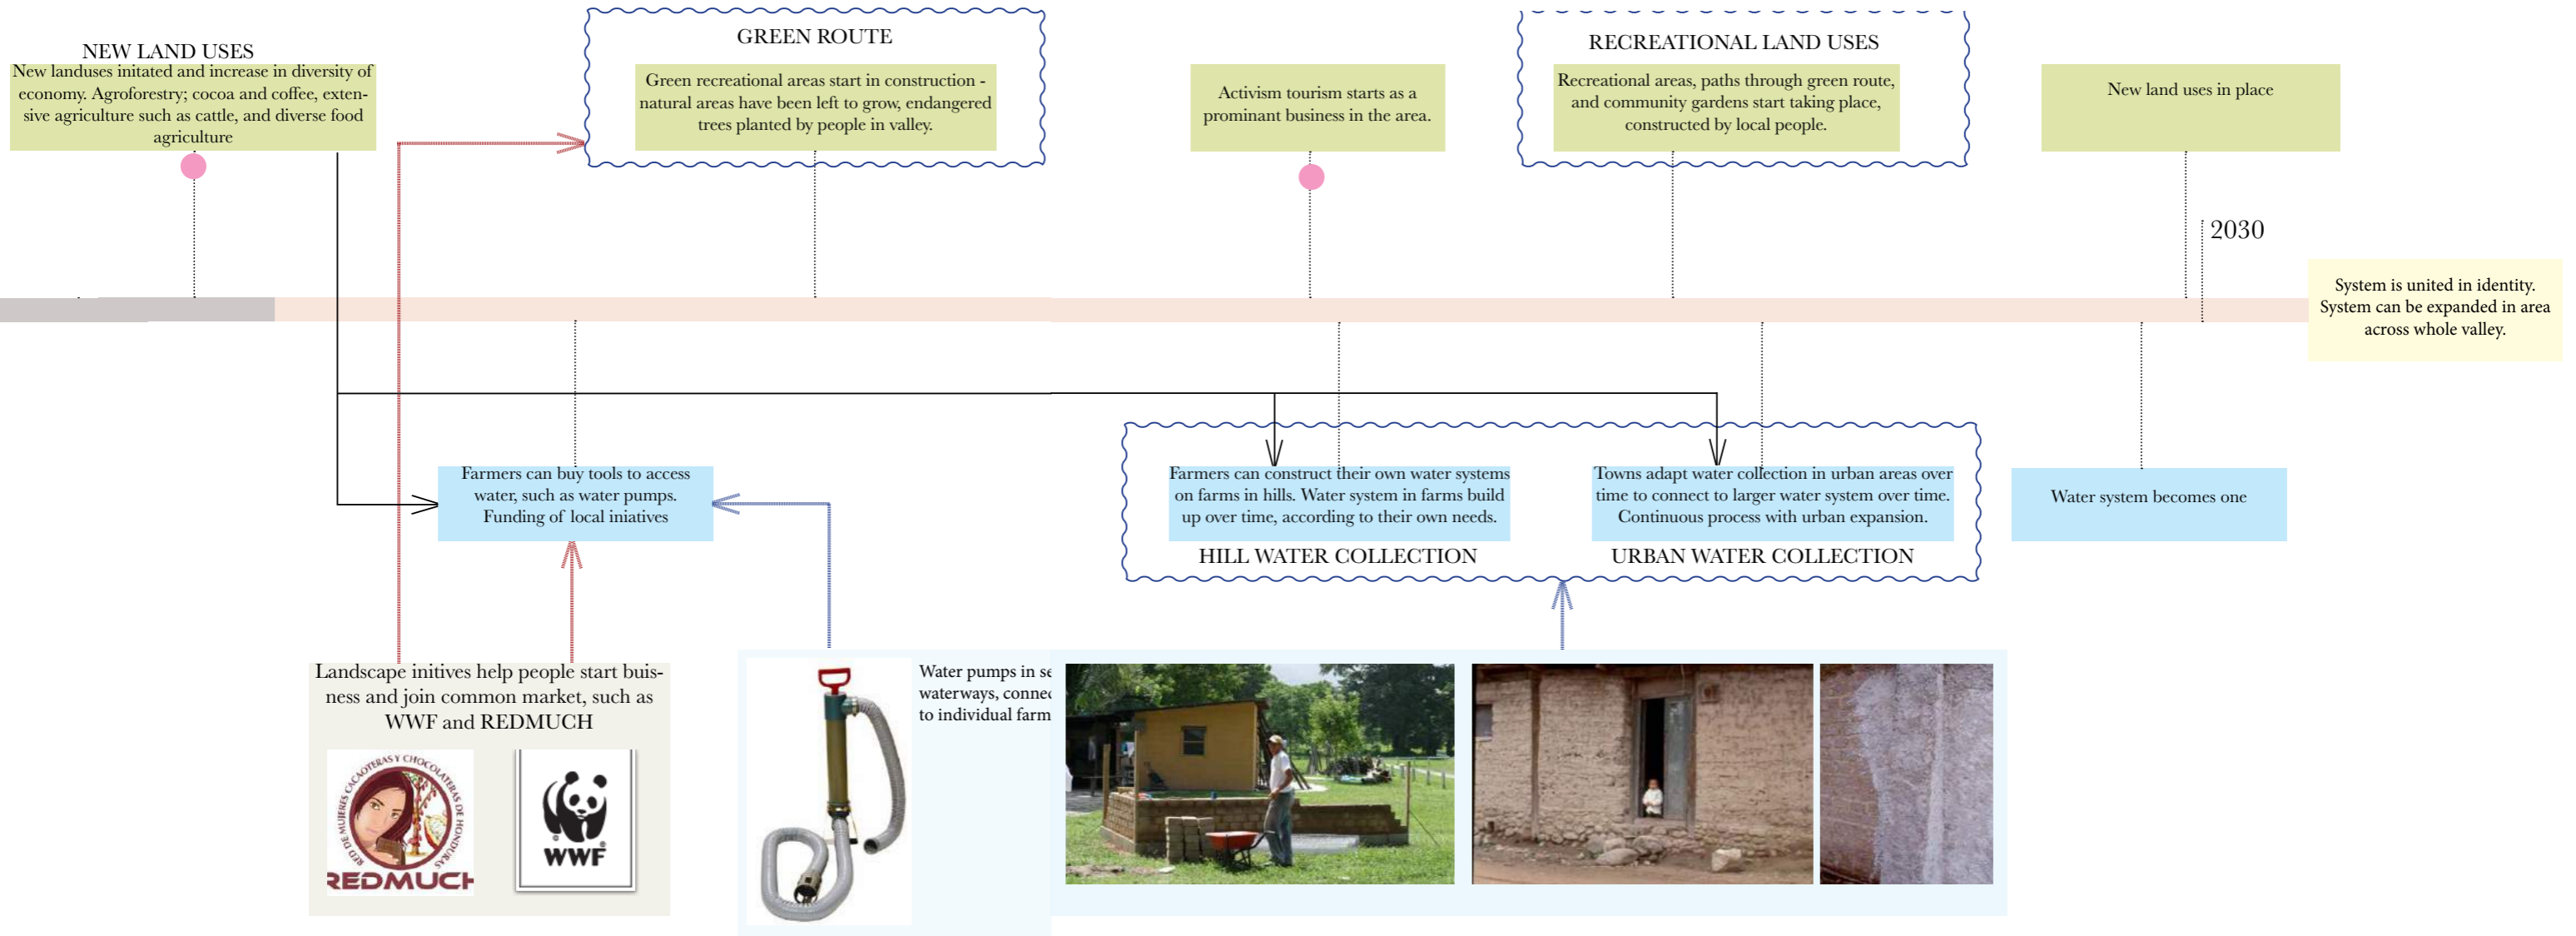 NEW LAND USES
New landuses initated and increase in diversity of
economy. Agroforestry; cocoa and coffee, exten-
sive agriculture such as cattle, and diverse food
agriculture
GREEN ROUTE
Green recreational areas start in construction -
natural areas have been left to grow, endangered
trees planted by people in valley.
Activism tourism starts as a
prominant business in the area.
RECREATIONAL LAND USES
Recreational areas, paths through green route,
and community gardens start taking place,
constructed by local people.
New land uses in place
2030
System is united in identity.
System can be expanded in area
across whole valley.
Farmers can buy tools to access
water, such as water pumps.
Funding of local iniatives
Farmers can construct their own water systems
on farms in hills. Water system in farms build
up over time, according to their own needs.
HILL WATER COLLECTION
Towns adapt water collection in urban areas over
time to connect to larger water system over time.
Continuous process with urban expansion.
URBAN WATER COLLECTION
Water system becomes one
Landscape initives help people start buis-
ness and join common market, such as
WWF and REDMUCH
RED DE MUJERES CACAOTERAS Y CHOCOLATERAS DE HONDURAS
REDMUCH
WWF
Water pumps in
waterways,
to individual farm